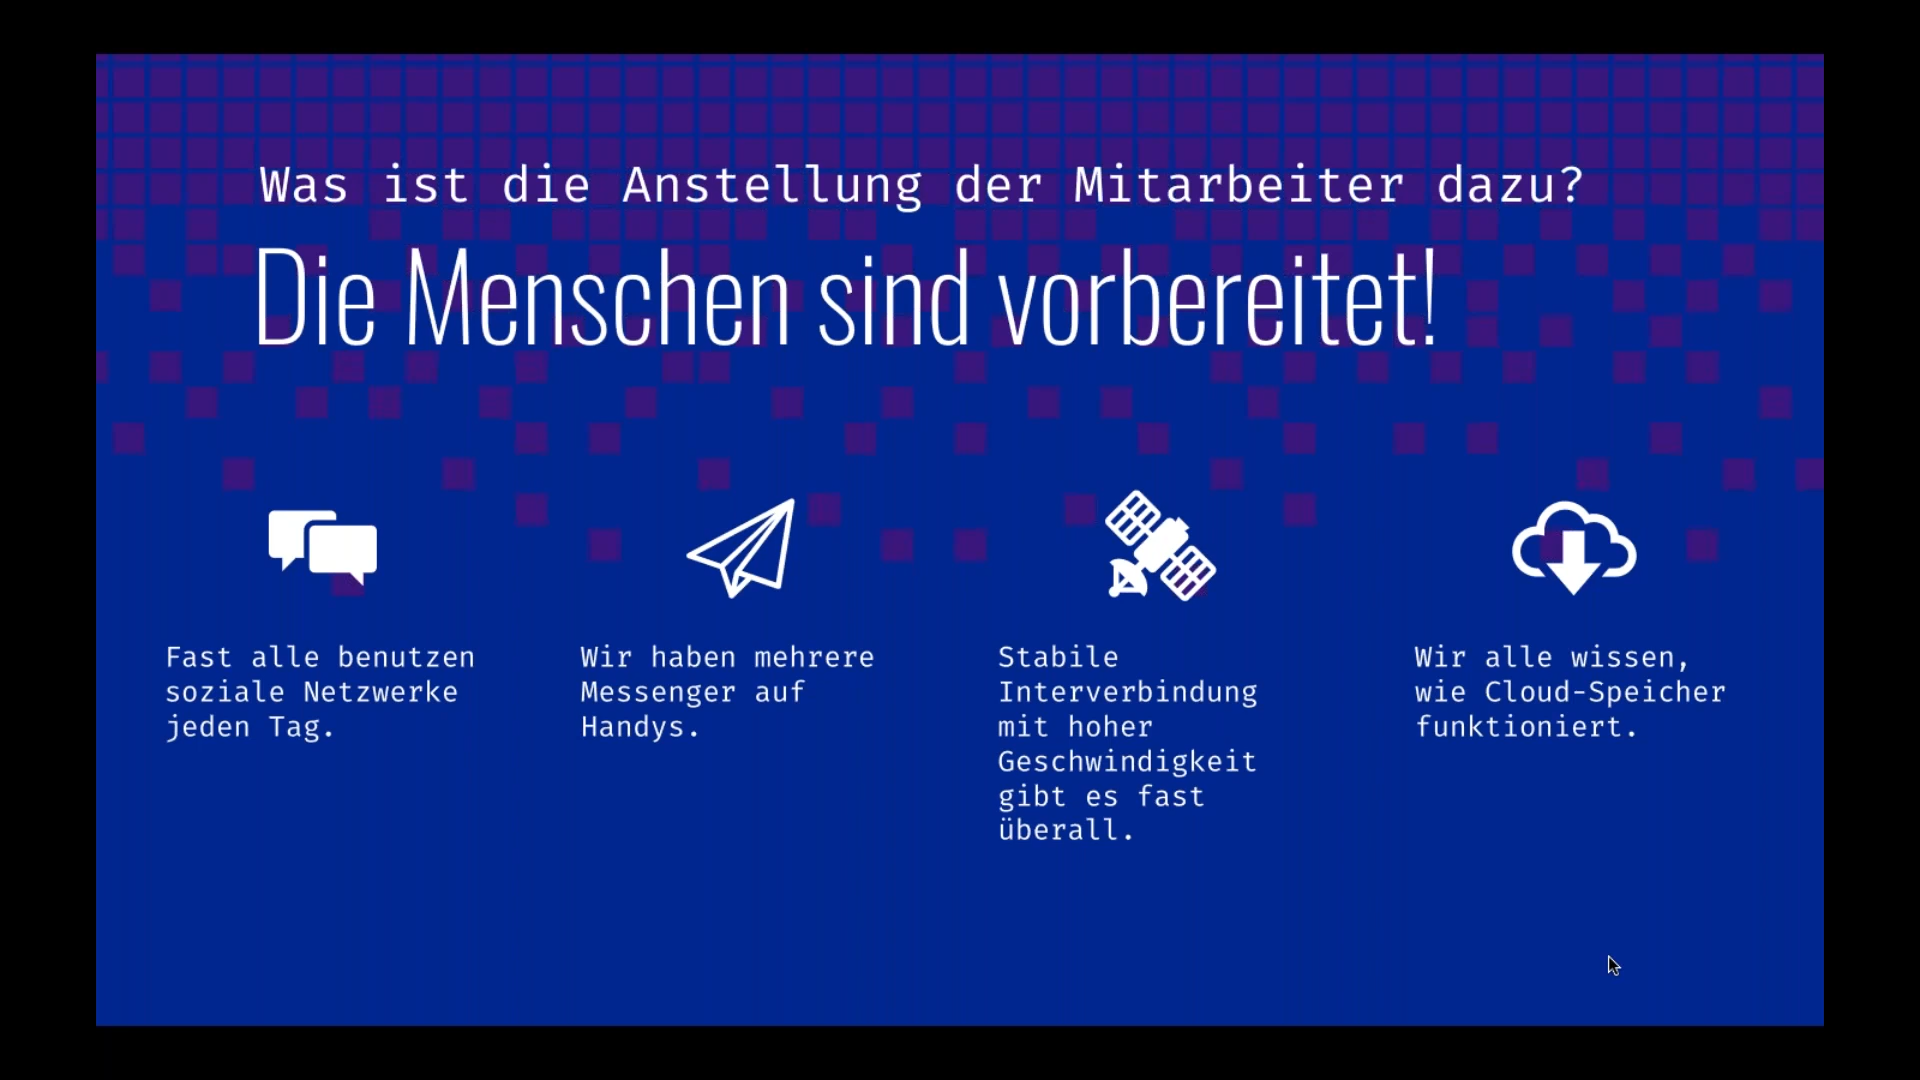 Was ist die Anstellung der Mitarbeiter dazu?
Die Menschen sind vorbereitet!
Fast alle benutzen
soziale Netzwerke
jeden Tag.
Wir haben mehrere
Messenger auf
Handys.
Stabile
Interverbindung
mit hoher
Geschwindigkeit
gibt es fast
überall.
Wir alle wissen,
wie Cloud-Speicher
funktioniert.